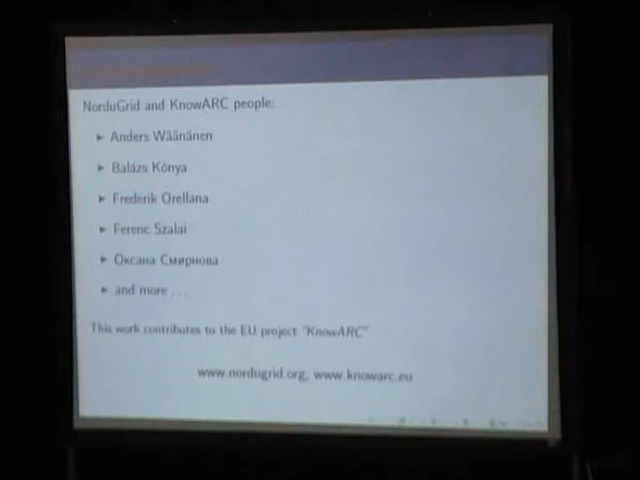 NorduGrid and KnowARC people:
Anders Wäänänen
Balázs Kónya
Frederik Orellana
Ferenc Szalai
Оксана Смирнова
and more ...
This work contributes to the EU project "KnowARC"
www.nordugrid.org, www.knowarc.eu